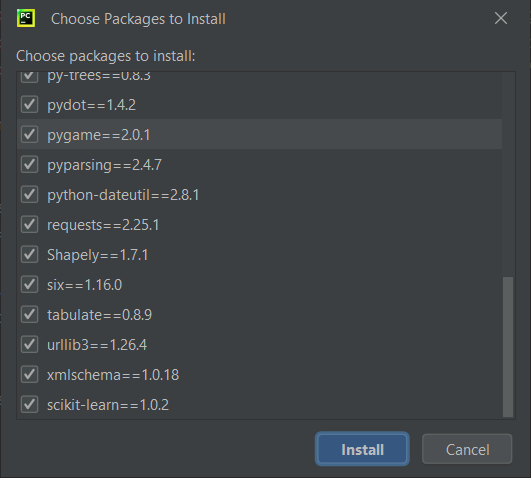 PC
Choose Packages to Install
Choose packages to install:
py-trees==0.8.3
pydot==1.4.2
pygame==2.0.1
pyparsing==2.4.7
python-dateutil==2.8.1
requests==2.25.1
Shapely==1.7.1
six==1.16.0
tabulate==0.8.9
urllib3==1.26.4
xmlschema==1.0.18
scikit-learn==1.0.2
Install
Cancel